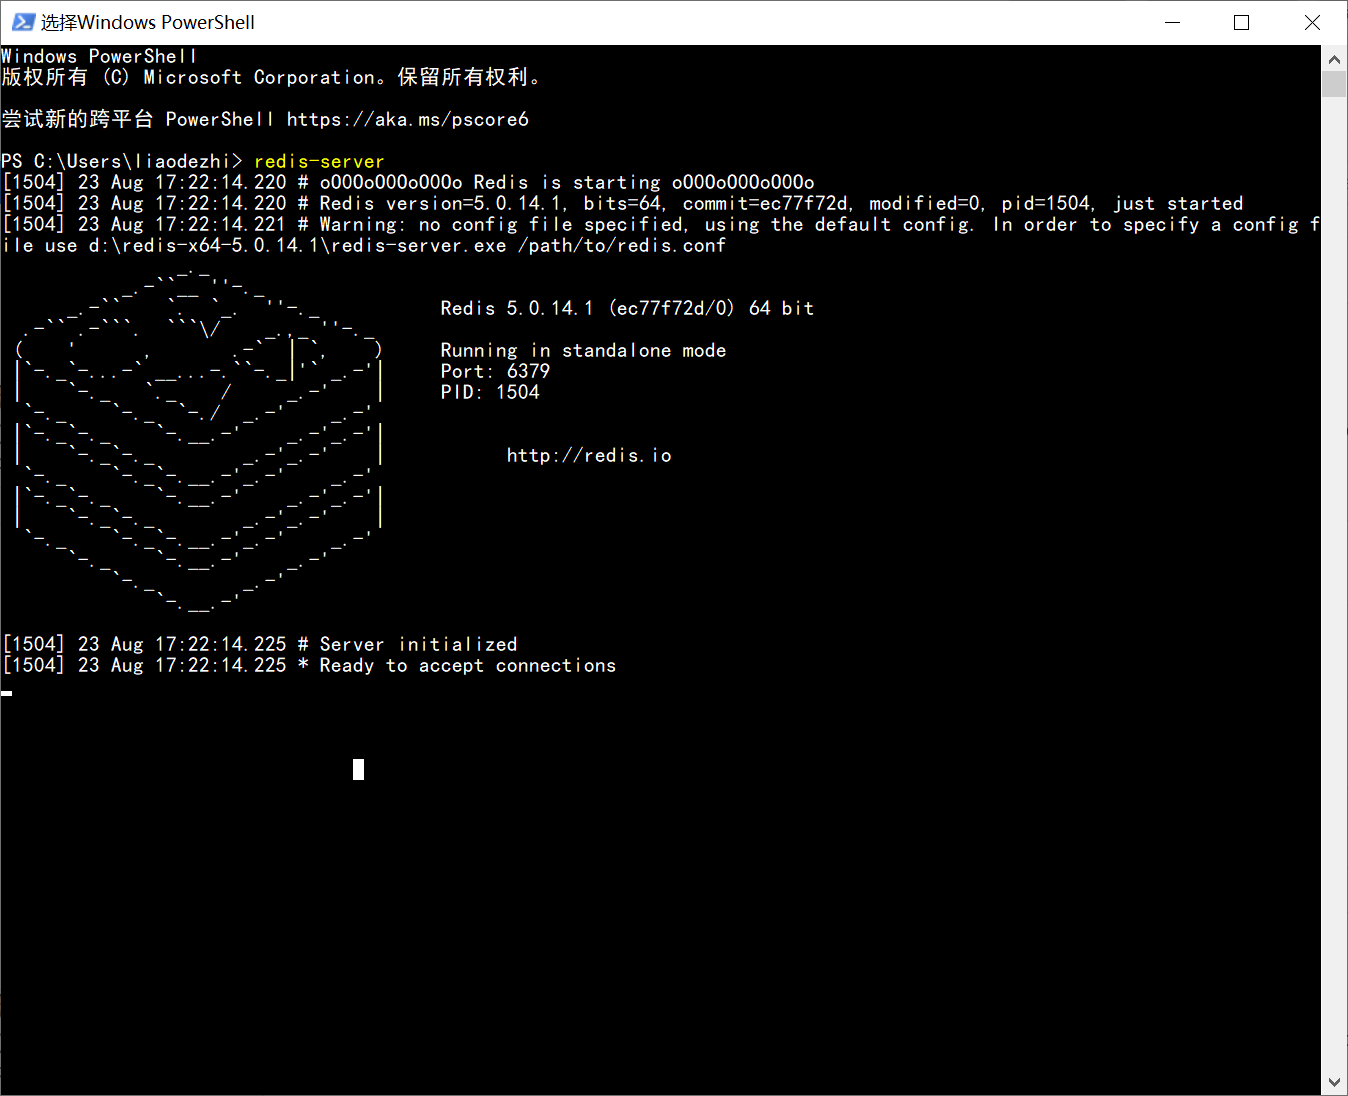 选择Windows PowerShell
Windows PowerShell
版权所有 (C) Microsoft Corporation。保留所有权利。
尝试新的跨平台 PowerShell https://aka.ms/pscore6
PS C:\Users\liaodezhi> redis-server
[1504] 23 Aug 17:22:14.220 # oO0OoO0OoO0Oo Redis is starting oO0OoO0OoO0Oo
[1504] 23 Aug 17:22:14.220 # Redis version=5.0.14.1, bits=64, commit=ec77f72d, modified=0, pid=1504, just started
[1504] 23 Aug 17:22:14.221 # Warning: no config file specified, using the default config. In order to specify a config f
ile use d:\redis-x64-5.0.14.1\redis-server.exe /path/to/redis.conf
Redis 5.0.14.1 (ec77f72d/0) 64 bit
Running in standalone mode
Port: 6379
PID: 1504
http://redis.io
[1504] 23 Aug 17:22:14.225 # Server initialized
[1504] 23 Aug 17:22:14.225 * Ready to accept connections